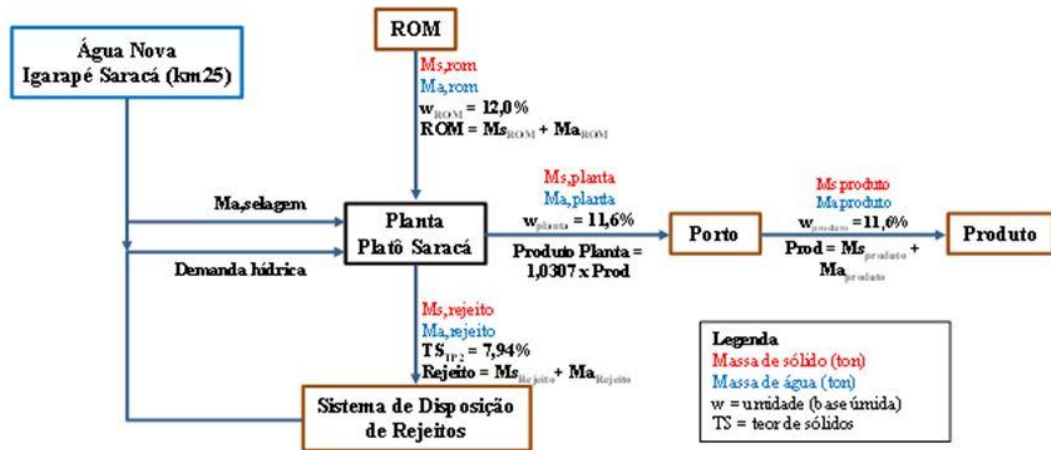 Água Nova
Igarapé Saracá (km25)
ROM
Ms,rom
Ma,rom
wROM = 12,0%
ROM = MsROM + MaROM
Ma,selagem
Demanda hídrica
Planta
Platô Saracá
Ms,planta
Ma,planta
wplanta = 11,6%
Produto Planta =
1,0307 x Prod
Porto
Ms produto
Ma produto
wproduto = 11,6%
Prod = Msproduto +
Maproduto
Produto
Ms,rejeito
Ma,rejeito
TSTP2 = 7,94%
Rejeito = MsRejeito + MaRejeito
Sistema de Disposição
de Rejeitos
Legenda
Massa de sólido (ton)
Massa de água (ton)
w = umidade (base úmida)
TS = teor de sólidos